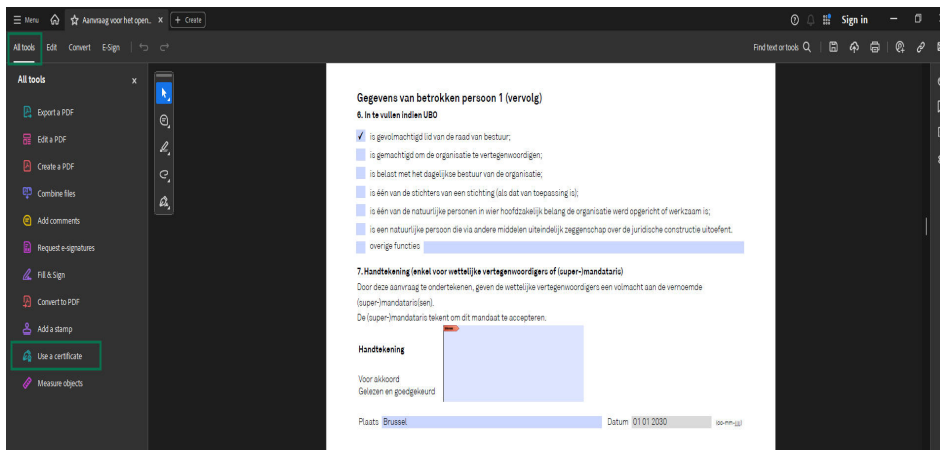 Menu
Aanvraag voor het open.. x
+ Create
Sign in
All tools Edit Convert E-Sign
Find text or tools
All tools x
Export a PDF
Edit a PDF
Create a PDF
Combine files
Add comments
Request e-signatures
Fill & Sign
Convert to PDF
Add a stamp
Use a certificate
Measure objects
Gegevens van betrokken persoon 1 (vervolg)
6. In te vullen indien UBO
is gevolmachtigd lid van de raad van bestuur;
is gemachtigd om de organisatie te vertegenwoordigen;
is belast met het dagelijkse bestuur van de organisatie;
is één van de stichters van een stichting (als dat van toepassing is);
is één van de natuurlijke personen in wier hoofdzakelijk belang de organisatie werd opgericht of werkzaam is;
is een natuurlijke persoon die via andere middelen uiteindelijk zeggenschap over de juridische constructie uitoefent.
overige functies
7. Handtekening (enkel voor wettelijke vertegenwoordigers of (super-)mandataris)
Door deze aanvraag te ondertekenen, geven de wettelijke vertegenwoordigers een volmacht aan de vernoemde
(super-)mandataris(sen).
De (super-)mandataris tekent om dit mandaat te accepteren.
Handtekening
Voor akkoord
Gelezen en goedgekeurd
Plaats Brussel Datum 01 01 2030 (dd-mm-jjjj)